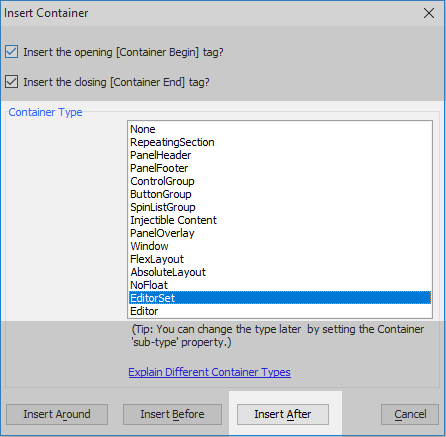 Insert Container
Insert the opening [Container Begin] tag?
Insert the closing [Container End] tag?
Container Type
None
RepeatingSection
PanelHeader
PanelFooter
ControlGroup
ButtonGroup
SpinListGroup
Injectible Content
PanelOverlay
Window
FlexLayout
AbsoluteLayout
NoFloat
EditorSet
Editor
(Tip: You can change the type later by setting the Container
'sub-type' property.)
Explain Different Container Types
Insert Around Insert Before Insert After Cancel